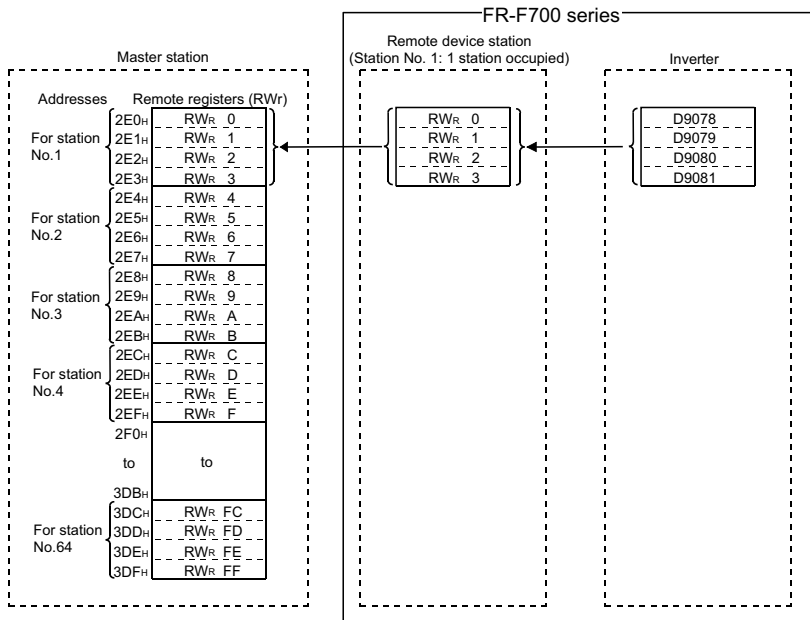 FR-F700 series
Master station
Remote device station
(Station No. 1: 1 station occupied)
Inverter
Addresses Remote registers (RWr)
For station
No.1
2E0H RWR 0
2E1H RWR 1
2E2H RWR 2
2E3H RWR 3
For station
No.2
2E4H RWR 4
2E5H RWR 5
2E6H RWR 6
2E7H RWR 7
For station
No.3
2E8H RWR 8
2E9H RWR 9
2EAH RWR A
2EBH RWR B
For station
No.4
2ECH RWR C
2EDH RWR D
2EEH RWR E
2EFH RWR F
2F0H
to to
3DBH
For station
No.64
3DCH RWR FC
3DDH RWR FD
3DEH RWR FE
3DFH RWR FF
RWR 0
RWR 1
RWR 2
RWR 3
D9078
D9079
D9080
D9081